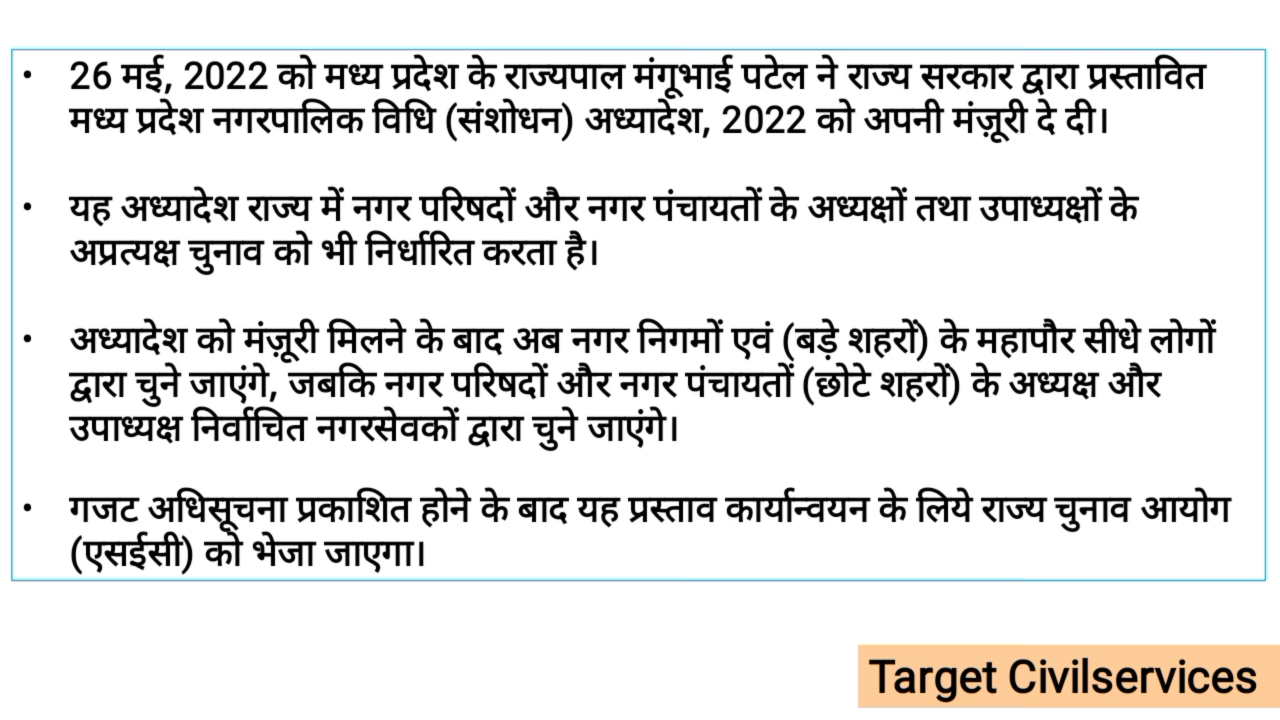 • 26 मई, 2022 को मध्य प्रदेश के राज्यपाल मंगूभाई पटेल ने राज्य सरकार द्वारा प्रस्तावित
मध्य प्रदेश नगरपालिक विधि (संशोधन) अध्यादेश, 2022 को अपनी मंज़ूरी दे दी।
• यह अध्यादेश राज्य में नगर परिषदों और नगर पंचायतों के अध्यक्षों तथा उपाध्यक्षों के
अप्रत्यक्ष चुनाव को भी निर्धारित करता है।
• अध्यादेश को मंज़ूरी मिलने के बाद अब नगर निगमों एवं (बड़े शहरों) के महापौर सीधे लोगों
द्वारा चुने जाएंगे, जबकि नगर परिषदों और नगर पंचायतों (छोटे शहरों) के अध्यक्ष और
उपाध्यक्ष निर्वाचित नगरसेवकों द्वारा चुने जाएंगे।
• गजट अधिसूचना प्रकाशित होने के बाद यह प्रस्ताव कार्यान्वयन के लिये राज्य चुनाव आयोग
(एसईसी) को भेजा जाएगा।
Target Civilservices